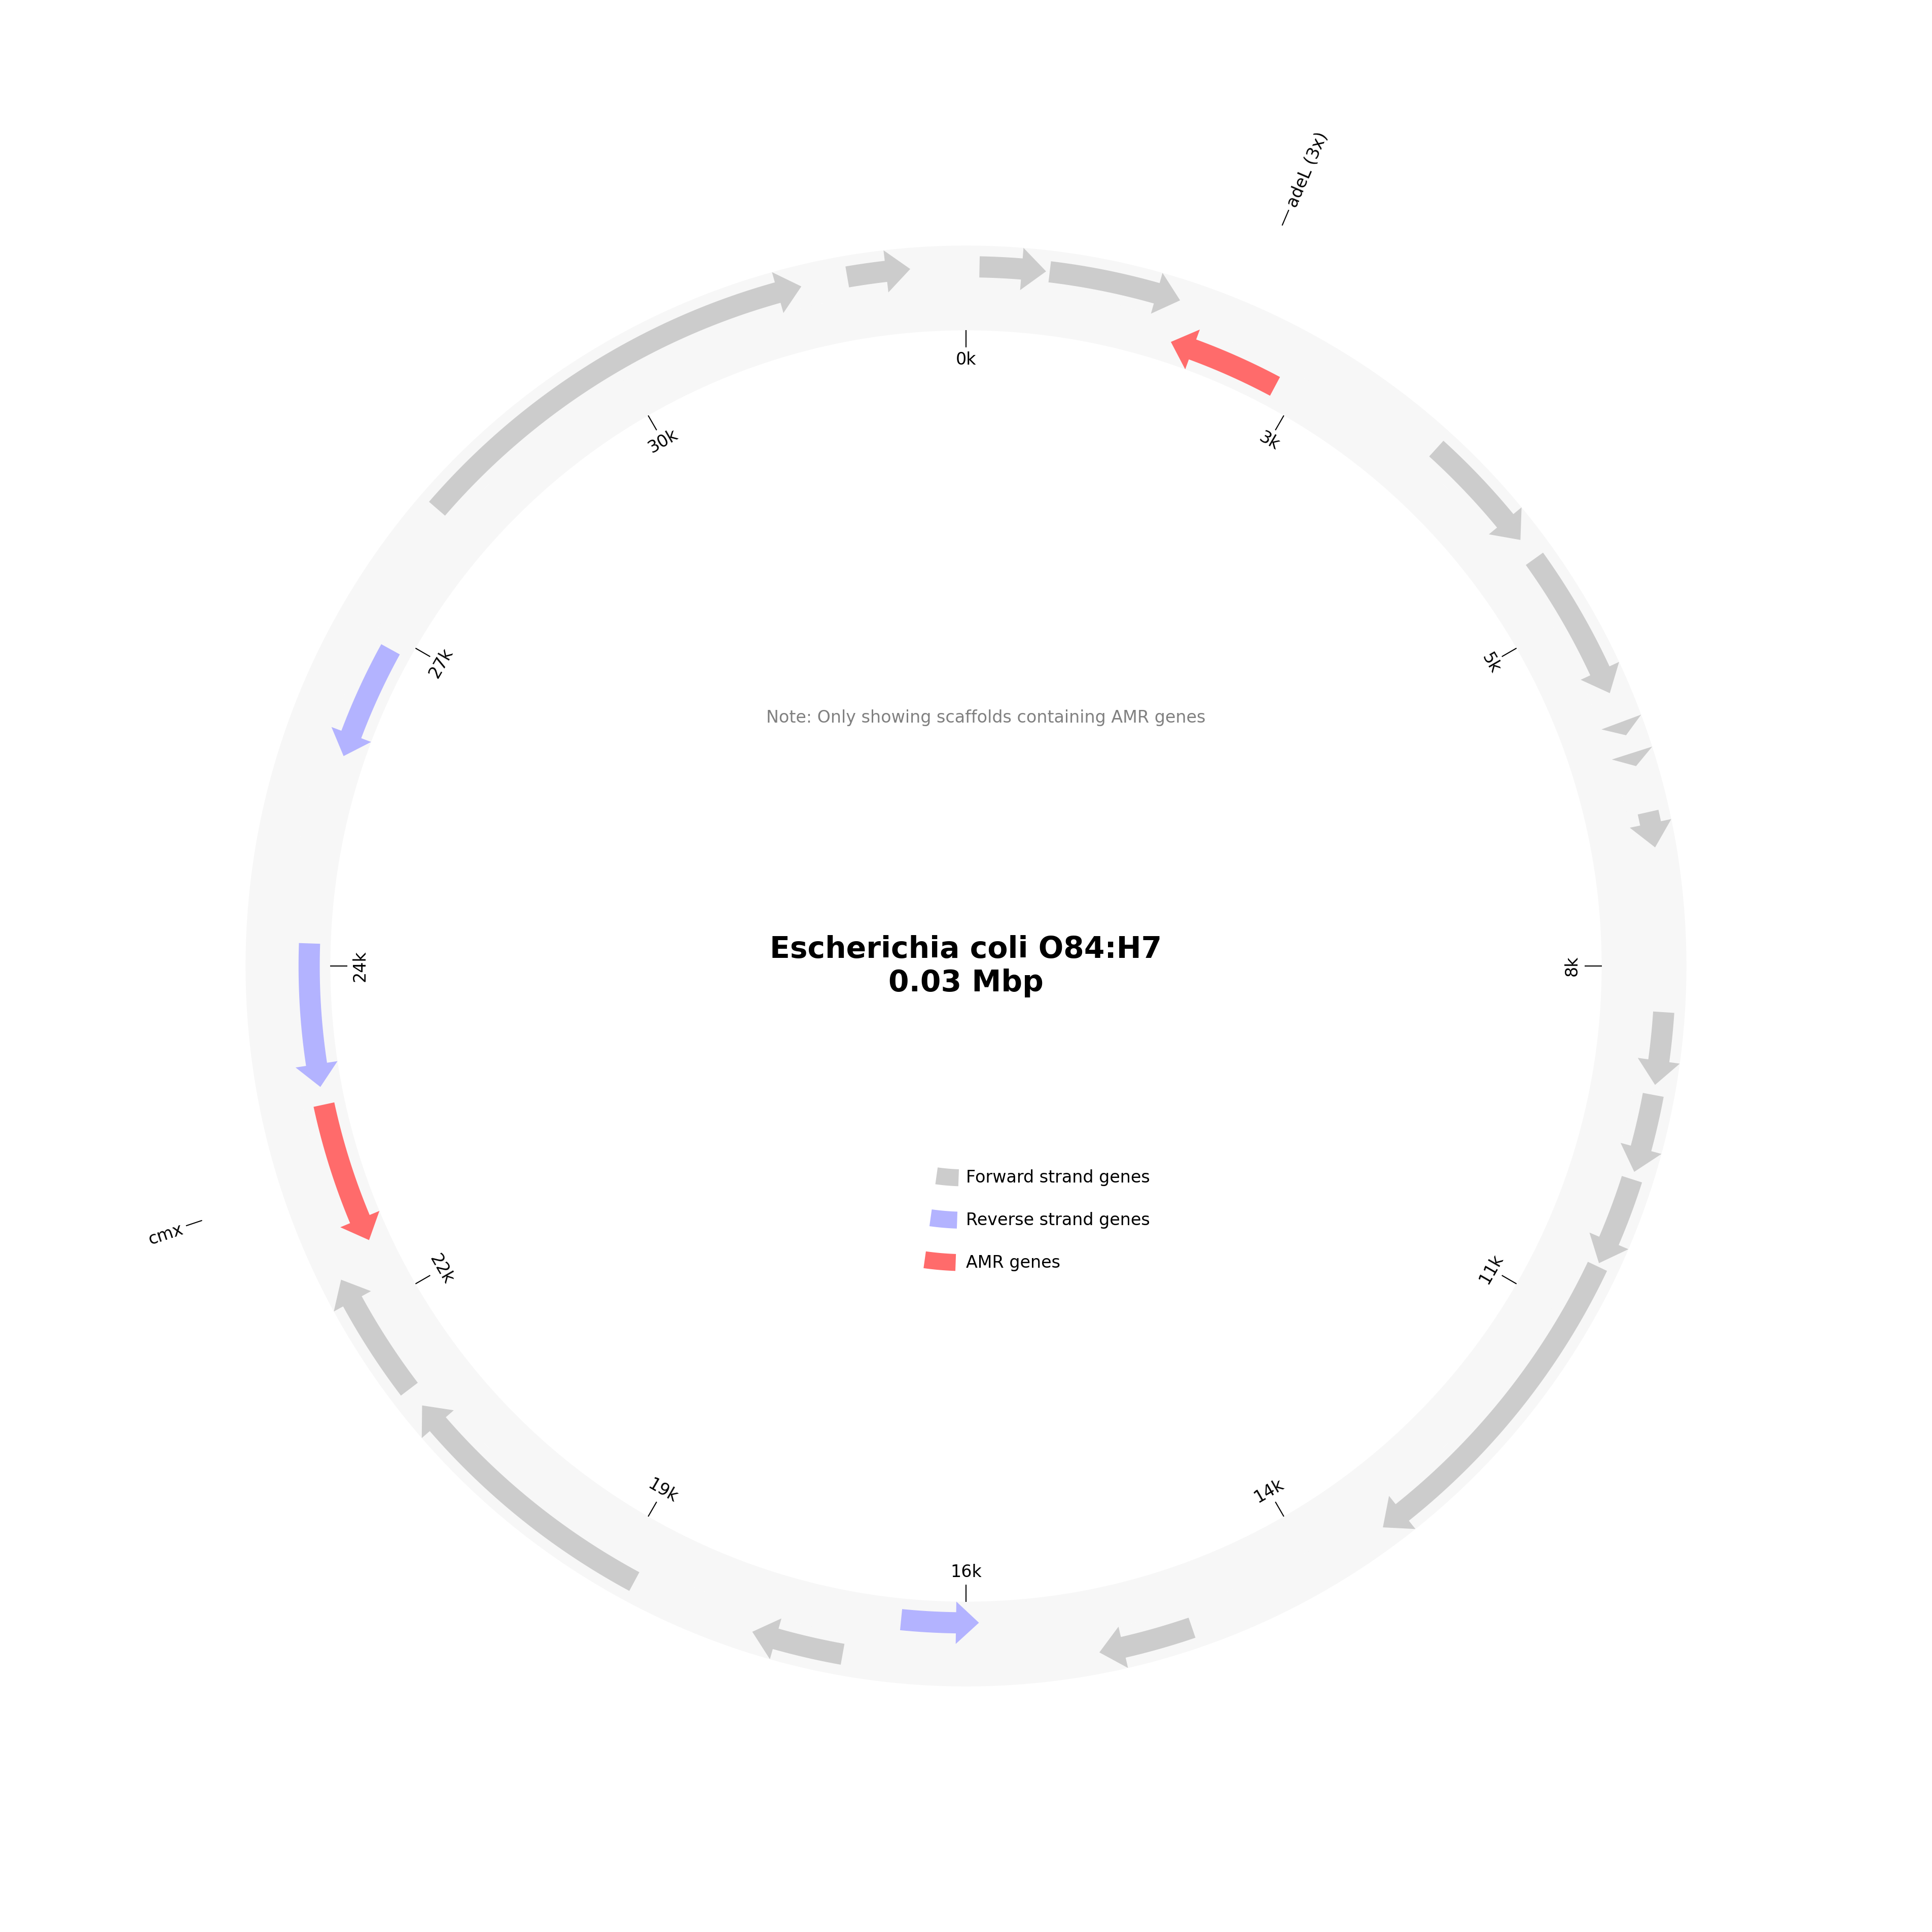 adeL (3x)
0k
3k
5k
8k
11k
14k
16k
19k
22k
24k
27k
30k
cmx
Note: Only showing scaffolds containing AMR genes
Escherichia coli O84:H7
0.03 Mbp
Forward strand genes
Reverse strand genes
AMR genes